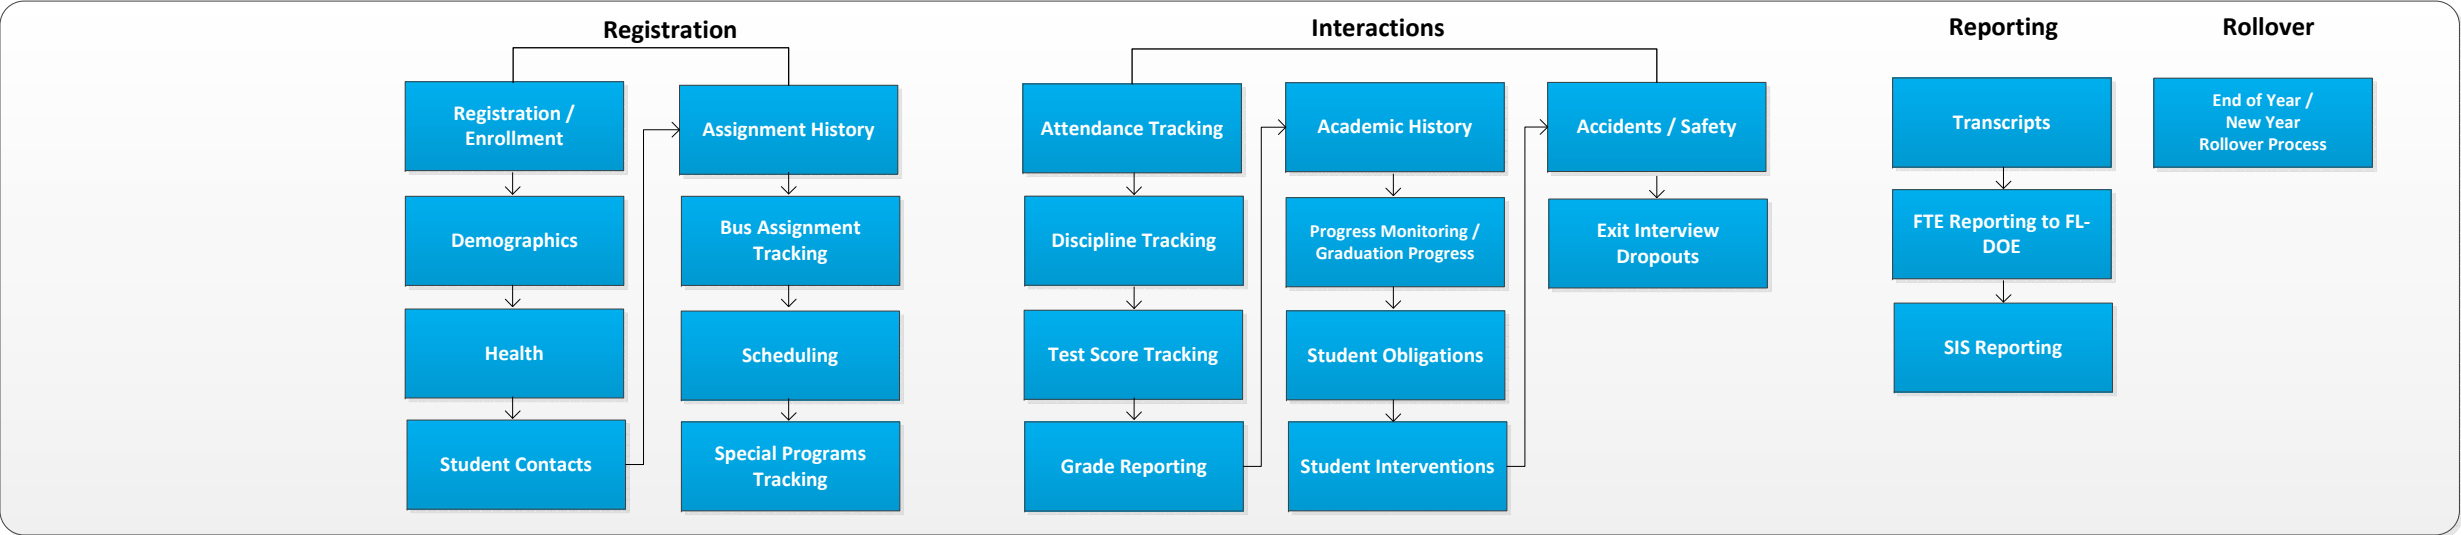 Registration
Registration /
Enrollment
Demographics
Health
Student Contacts
Assignment History
Bus Assignment
Tracking
Scheduling
Special Programs
Tracking
Interactions
Attendance Tracking
Discipline Tracking
Test Score Tracking
Grade Reporting
Academic History
Progress Monitoring /
Graduation Progress
Student Obligations
Student Interventions
Accidents / Safety
Exit Interview
Dropouts
Reporting
Transcripts
FTE Reporting to FL-
DOE
SIS Reporting
Rollover
End of Year /
New Year
Rollover Process